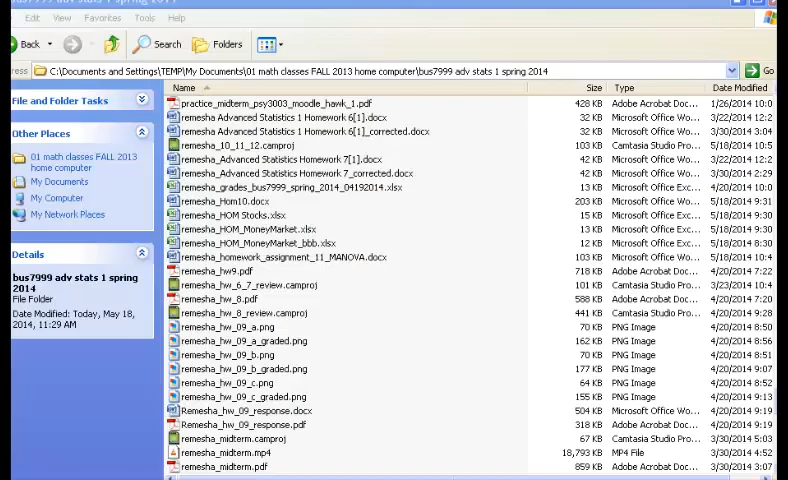 bus7999 adv stats 1 spring 2014
Edit View Favorites Tools Help
Back Search Folders
C:\Documents and Settings\TEMP\My Documents\01 math classes FALL 2013 home computer\bus7999 adv stats 1 spring 2014 Go
File and Folder Tasks
Other Places
01 math classes FALL 2013
home computer
My Documents
My Computer
My Network Places
Details
bus7999 adv stats 1 spring
2014
File Folder
Date Modified: Today, May 18,
2014, 11:29 AM
Name Size Type Date Modified
practice_midterm_psy3003_moodle_hawk_1.pdf 428 KB Adobe Acrobat Doc... 1/26/2014 10:0
remesha Advanced Statistics 1 Homework 6[1].docx 32 KB Microsoft Office Wo... 3/22/2014 12:2
remesha Advanced Statistics 1 Homework 6[1]_corrected.docx 32 KB Microsoft Office Wo... 3/30/2014 3:04
remesha_10_11_12.camproj 103 KB Camtasia Studio Pro... 5/18/2014 10:5
remesha_Advanced Statistics Homework 7[1].docx 42 KB Microsoft Office Wo... 3/22/2014 12:2
remesha_Advanced Statistics Homework 7_corrected.docx 42 KB Microsoft Office Wo... 3/30/2014 2:29
remesha_grades_bus7999_spring_2014_04192014.xlsx 13 KB Microsoft Office Exc... 4/20/2014 10:0
remesha_Hom10.docx 203 KB Microsoft Office Wo... 5/18/2014 9:31
remesha_HOM Stocks.xlsx 15 KB Microsoft Office Exc... 5/18/2014 9:30
remesha_HOM_MoneyMarket.xlsx 13 KB Microsoft Office Exc... 5/18/2014 9:30
remesha_HOM_MoneyMarket_bbb.xlsx 12 KB Microsoft Office Exc... 5/18/2014 8:30
remesha_homework_assignment_11_MANOVA.docx 103 KB Microsoft Office Wo... 5/18/2014 10:4
remesha_hw9.pdf 718 KB Adobe Acrobat Doc... 4/20/2014 7:22
remesha_hw_6_7_review.camproj 101 KB Camtasia Studio Pro... 3/23/2014 10:4
remesha_hw_8.pdf 588 KB Adobe Acrobat Doc... 4/20/2014 7:20
remesha_hw_8_review.camproj 441 KB Camtasia Studio Pro... 4/20/2014 9:28
remesha_hw_09_a.png 70 KB PNG Image 4/20/2014 8:50
remesha_hw_09_a_graded.png 162 KB PNG Image 4/20/2014 8:56
remesha_hw_09_b.png 70 KB PNG Image 4/20/2014 8:51
remesha_hw_09_b_graded.png 177 KB PNG Image 4/20/2014 9:07
remesha_hw_09_c.png 64 KB PNG Image 4/20/2014 8:52
remesha_hw_09_c_graded.png 155 KB PNG Image 4/20/2014 9:13
Remesha_hw_09_response.docx 504 KB Microsoft Office Wo... 4/20/2014 9:19
Remesha_hw_09_response.pdf 318 KB Adobe Acrobat Doc... 4/20/2014 9:19
remesha_midterm.camproj 67 KB Camtasia Studio Pro... 3/30/2014 5:03
remesha_midterm.mp4 18,793 KB MP4 File 3/30/2014 4:52
remesha_midterm.pdf 859 KB Adobe Acrobat Doc... 3/30/2014 3:07